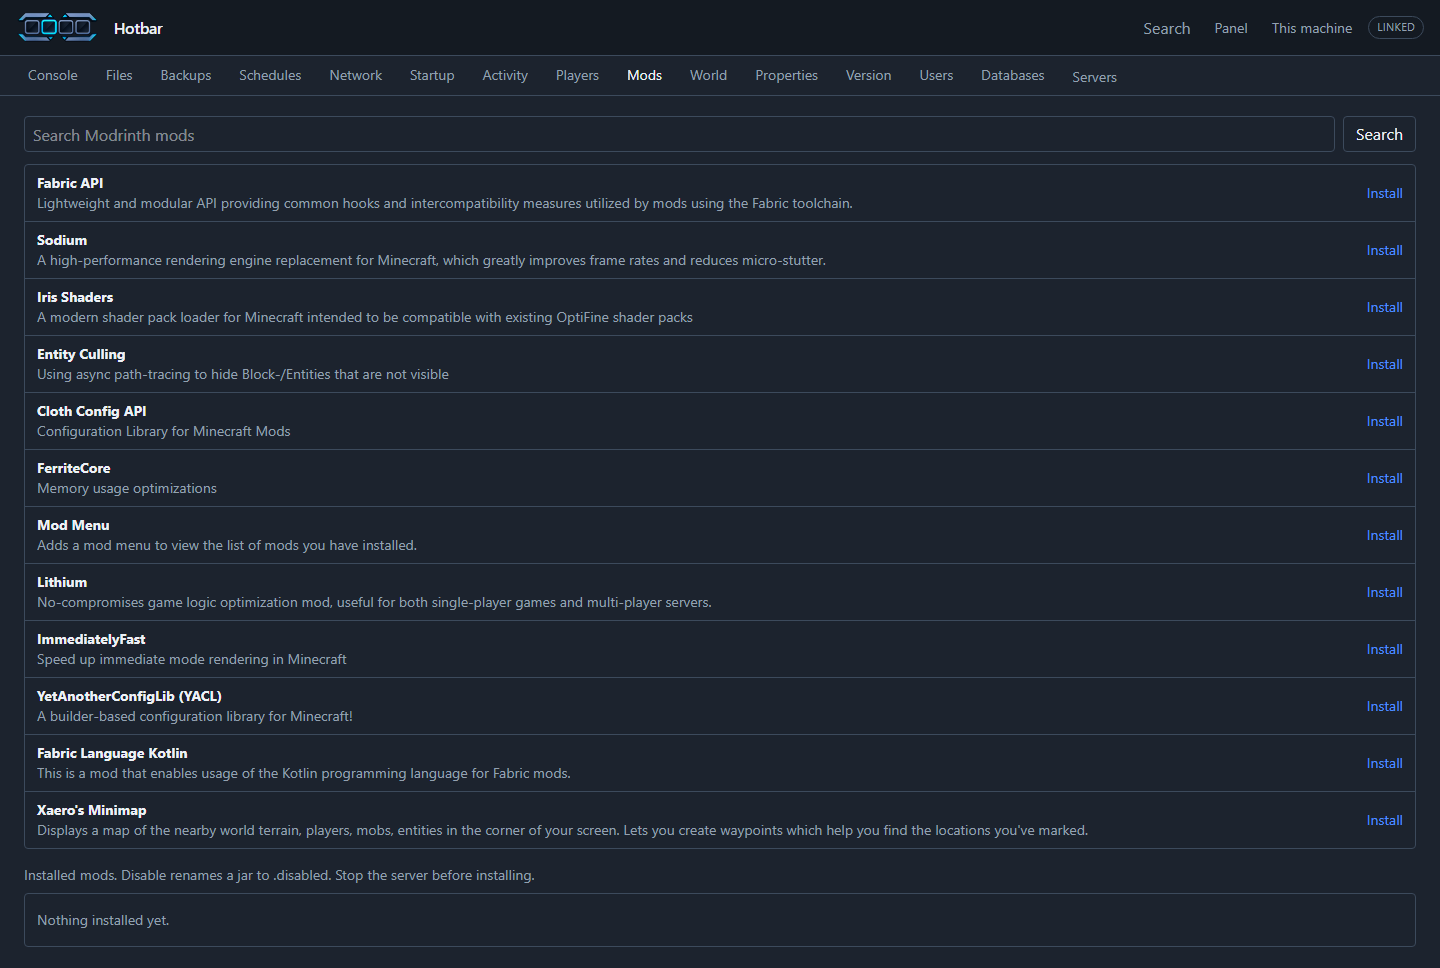 Hotbar
Search
Panel
This machine
LINKED
Console
Files
Backups
Schedules
Network
Startup
Activity
Players
Mods
World
Properties
Version
Users
Databases
Servers
Search Modrinth mods
Search
Fabric API
Lightweight and modular API providing common hooks and intercompatibility measures utilized by mods using the Fabric toolchain.
Install
Sodium
A high-performance rendering engine replacement for Minecraft, which greatly improves frame rates and reduces micro-stutter.
Install
Iris Shaders
A modern shader pack loader for Minecraft intended to be compatible with existing OptiFine shader packs
Install
Entity Culling
Using async path-tracing to hide Block-/Entities that are not visible
Install
Cloth Config API
Configuration Library for Minecraft Mods
Install
FerriteCore
Memory usage optimizations
Install
Mod Menu
Adds a mod menu to view the list of mods you have installed.
Install
Lithium
No-compromises game logic optimization mod, useful for both single-player games and multi-player servers.
Install
ImmediatelyFast
Speed up immediate mode rendering in Minecraft
Install
YetAnotherConfigLib (YACL)
A builder-based configuration library for Minecraft!
Install
Fabric Language Kotlin
This is a mod that enables usage of the Kotlin programming language for Fabric mods.
Install
Xaero's Minimap
Displays a map of the nearby world terrain, players, mobs, entities in the corner of your screen. Lets you create waypoints which help you find the locations you've marked.
Install
Installed mods. Disable renames a jar to .disabled. Stop the server before installing.
Nothing installed yet.